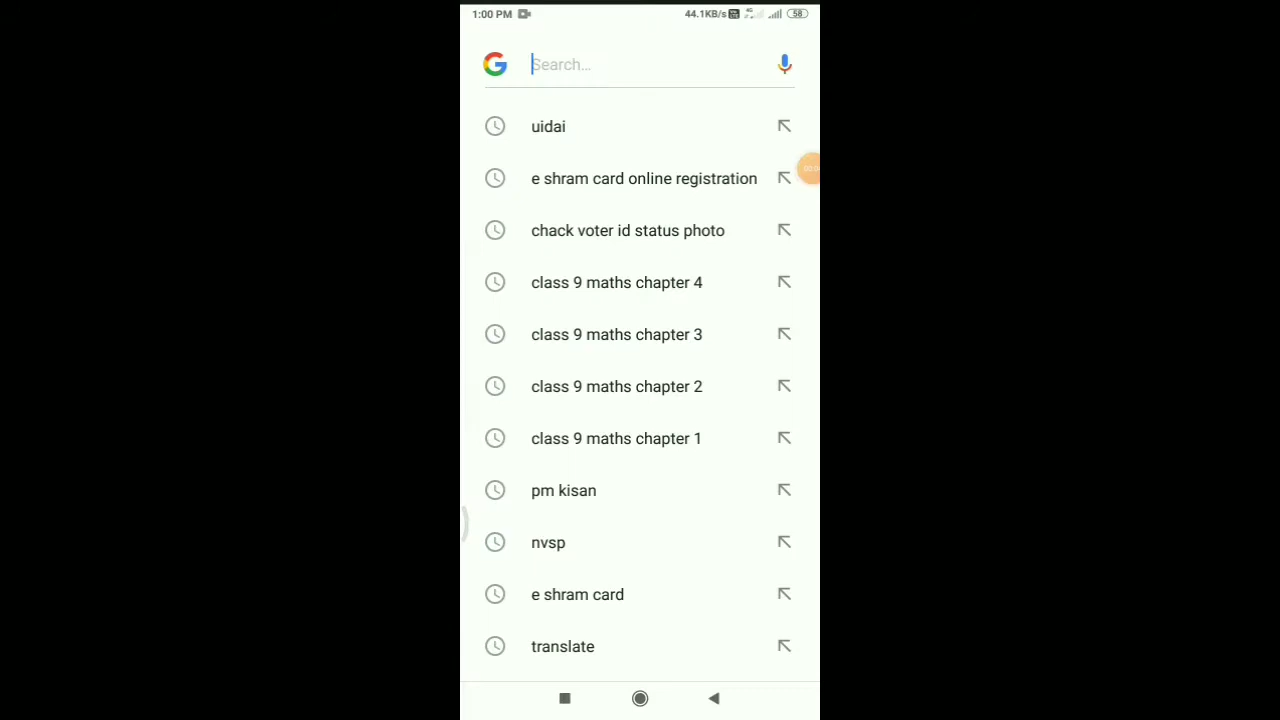 1:00 PM 44.1KB/s 4G 58
Search...
uidai
e shram card online registration
chack voter id status photo
class 9 maths chapter 4
class 9 maths chapter 3
class 9 maths chapter 2
class 9 maths chapter 1
pm kisan
nvsp
e shram card
translate